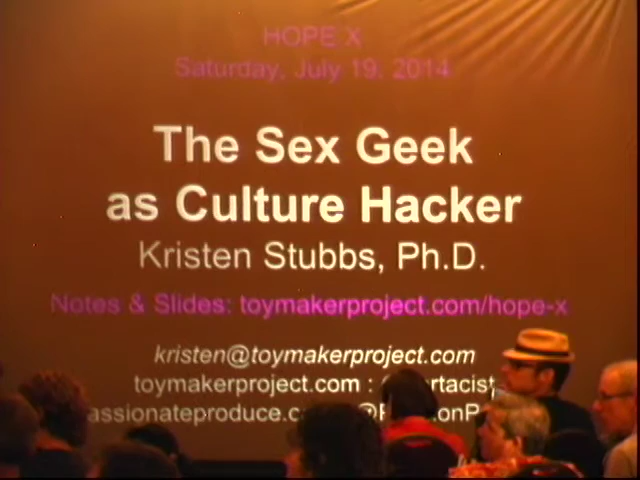 HOPE X
Saturday, July 19, 2014
The Sex Geek
as Culture Hacker
Kristen Stubbs, Ph.D.
Notes & Slides: toymakerproject.com/hope-x
kristen@toymakerproject.com
toymakerproject.com :